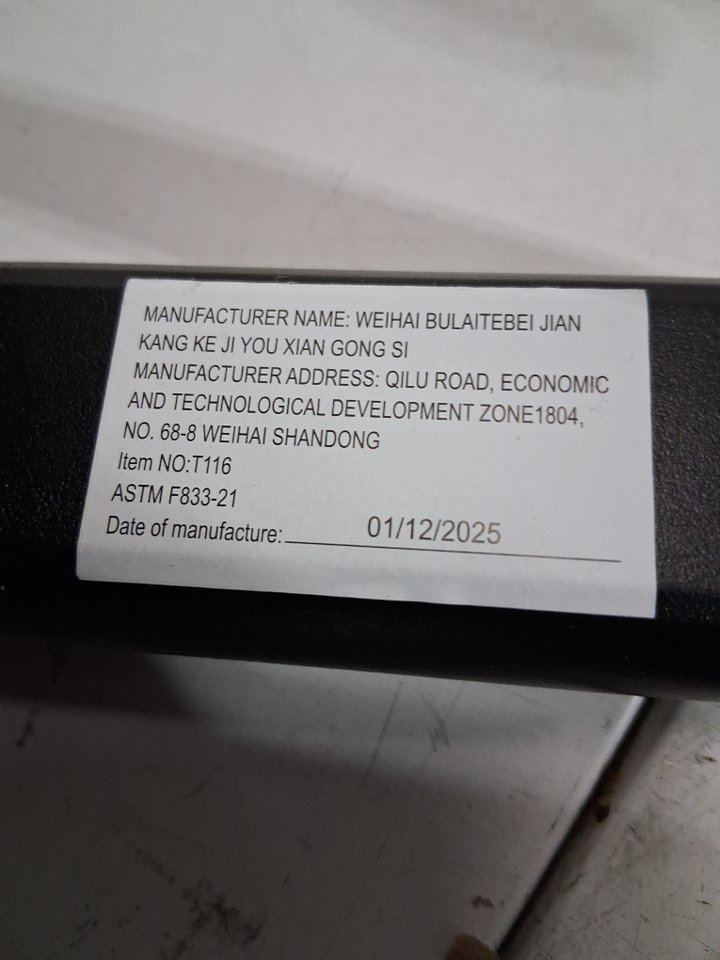 MANUFACTURER NAME: WEIHAI BULAITEBEI JIAN
KANG KE JI YOU XIAN GONG SI
MANUFACTURER ADDRESS: QILU ROAD, ECONOMIC
AND TECHNOLOGICAL DEVELOPMENT ZONE1804,
NO. 68-8 WEIHAI SHANDONG
Item NO:T116
ASTM F833-21
Date of manufacture: 01/12/2025